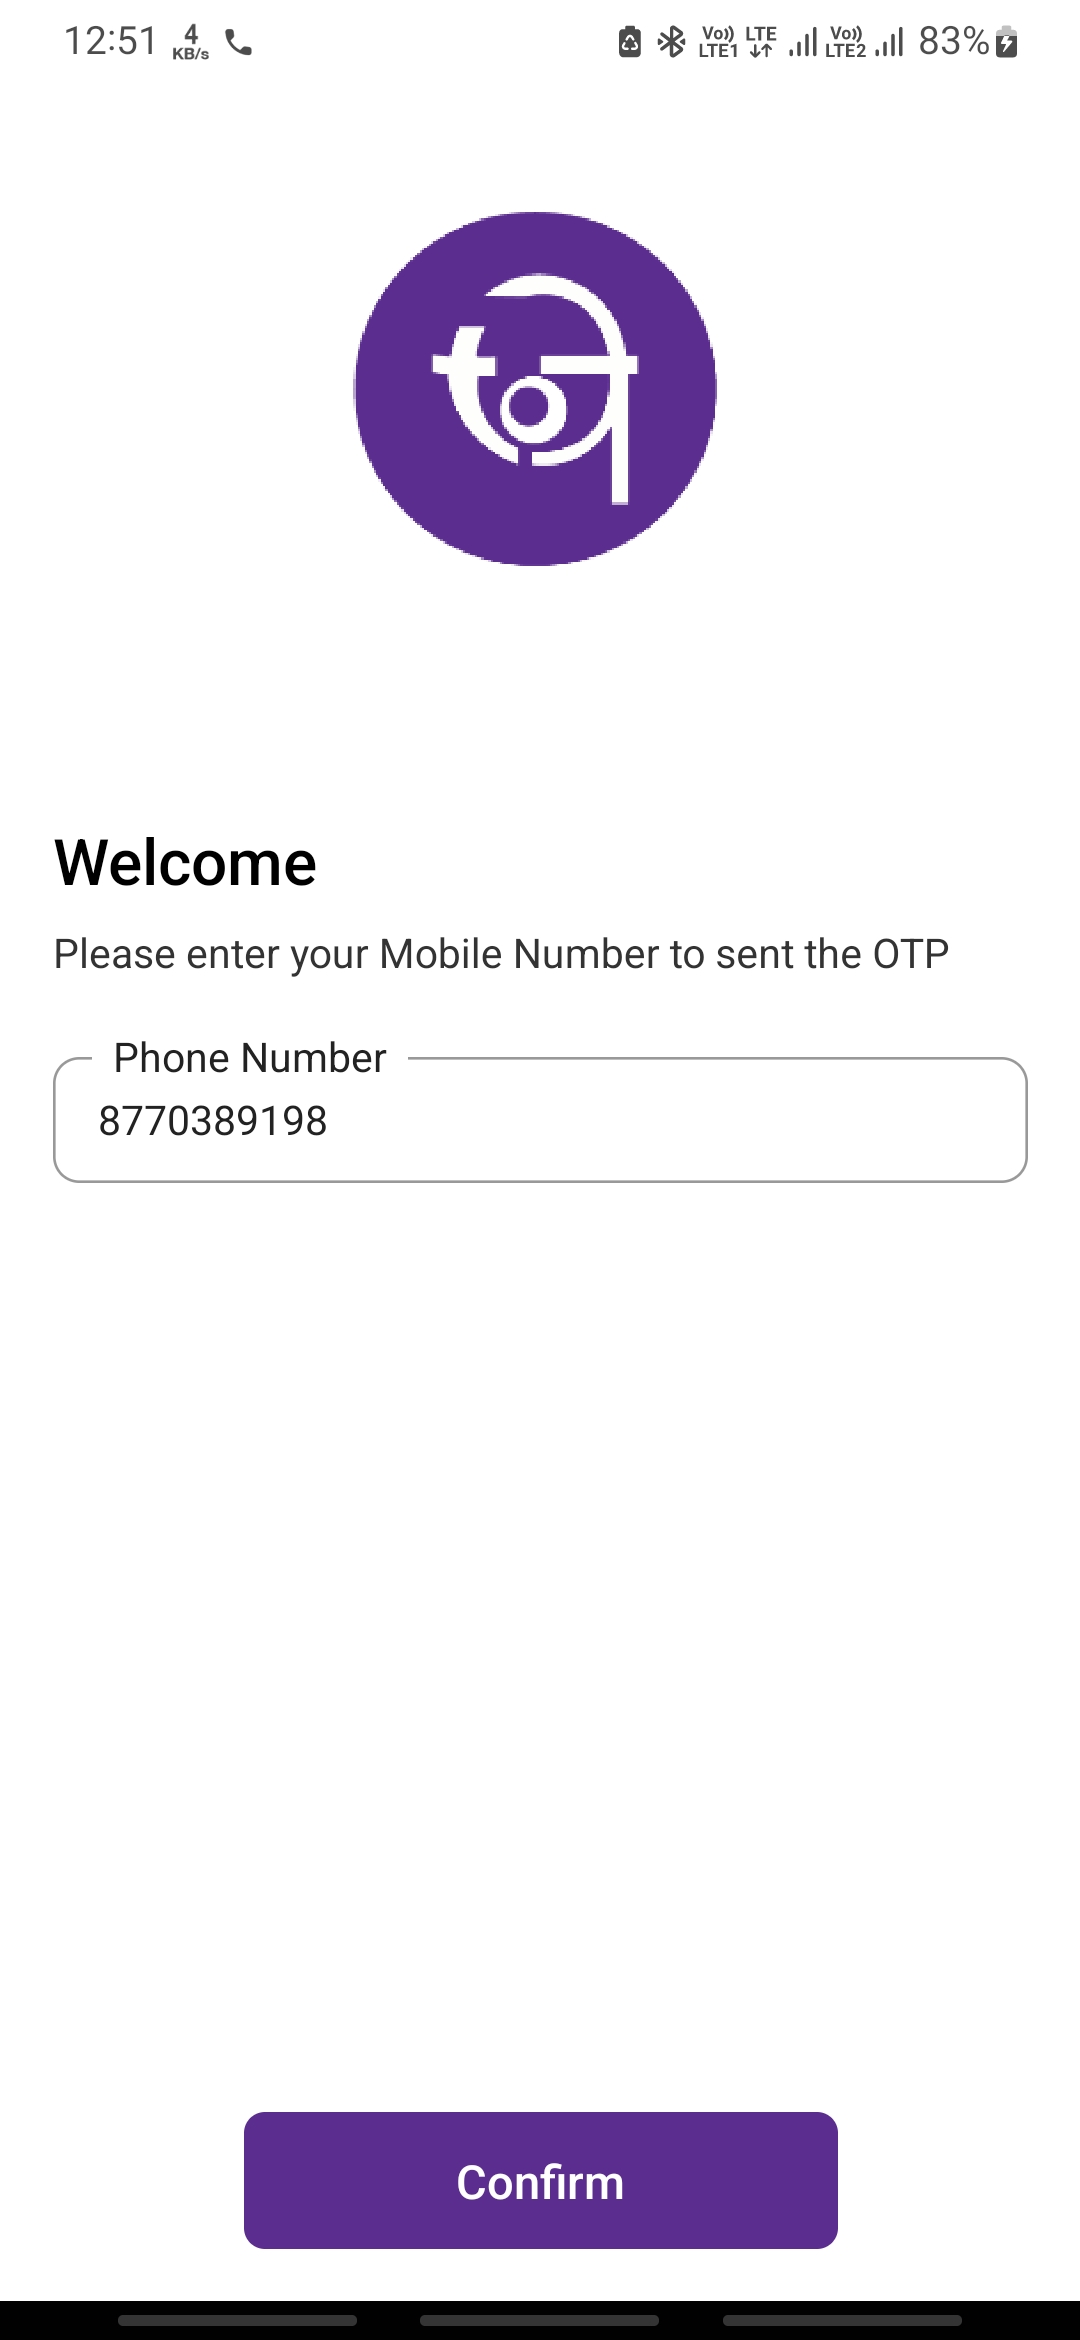 12:51 4 KB/s Vo)) LTE1 LTE Vo)) LTE2 83%
Welcome
Please enter your Mobile Number to sent the OTP
Phone Number
8770389198
Confirm